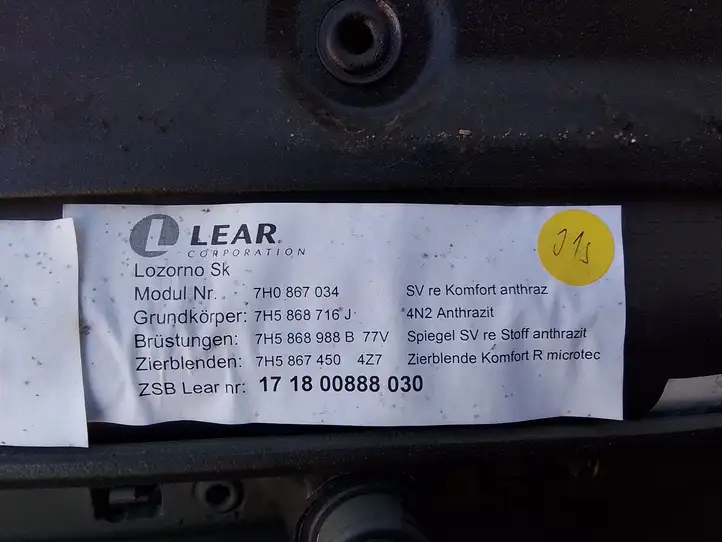 L LEAR
CORPORATION
Lozorno Sk
Modul Nr. 7H0 867 034 SV re Komfort anthraz
Grundkörper: 7H5 868 716 J 4N2 Anthrazit
Brüstungen: 7H5 868 988 B 77V Spiegel SV re Stoff anthrazit
Zierblenden: 7H5 867 450 4Z7 Zierblende Komfort R microtec
ZSB Lear nr: 17 18 00888 030